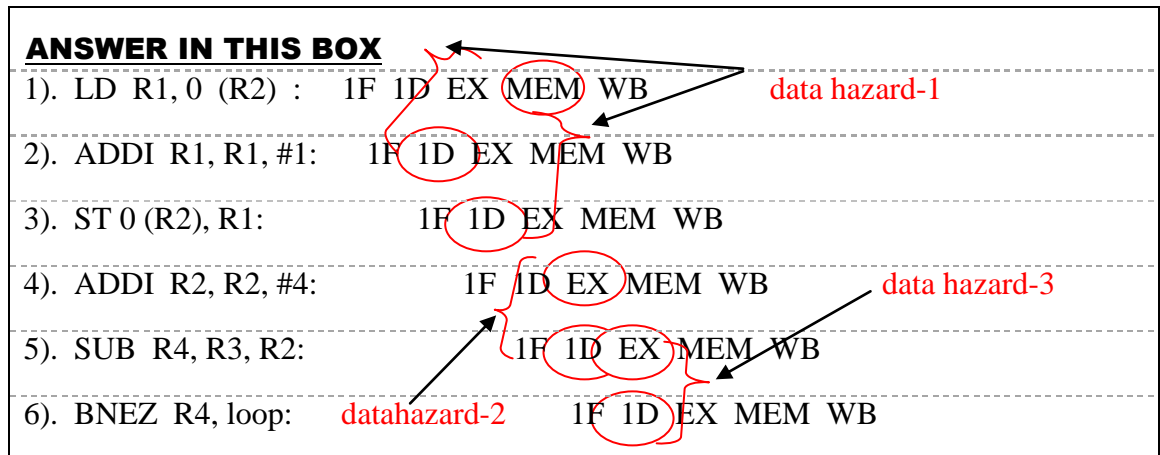 ANSWER IN THIS BOX
1). LD R1, 0 (R2) : 1F 1D EX MEM WB data hazard-1
2). ADDI R1, R1, #1: 1F 1D EX MEM WB
3). ST 0 (R2), R1: 1F 1D EX MEM WB
4). ADDI R2, R2, #4: 1F 1D EX MEM WB data hazard-3
5). SUB R4, R3, R2: 1F 1D EX MEM WB
6). BNEZ R4, loop: datahazard-2 1F 1D EX MEM WB